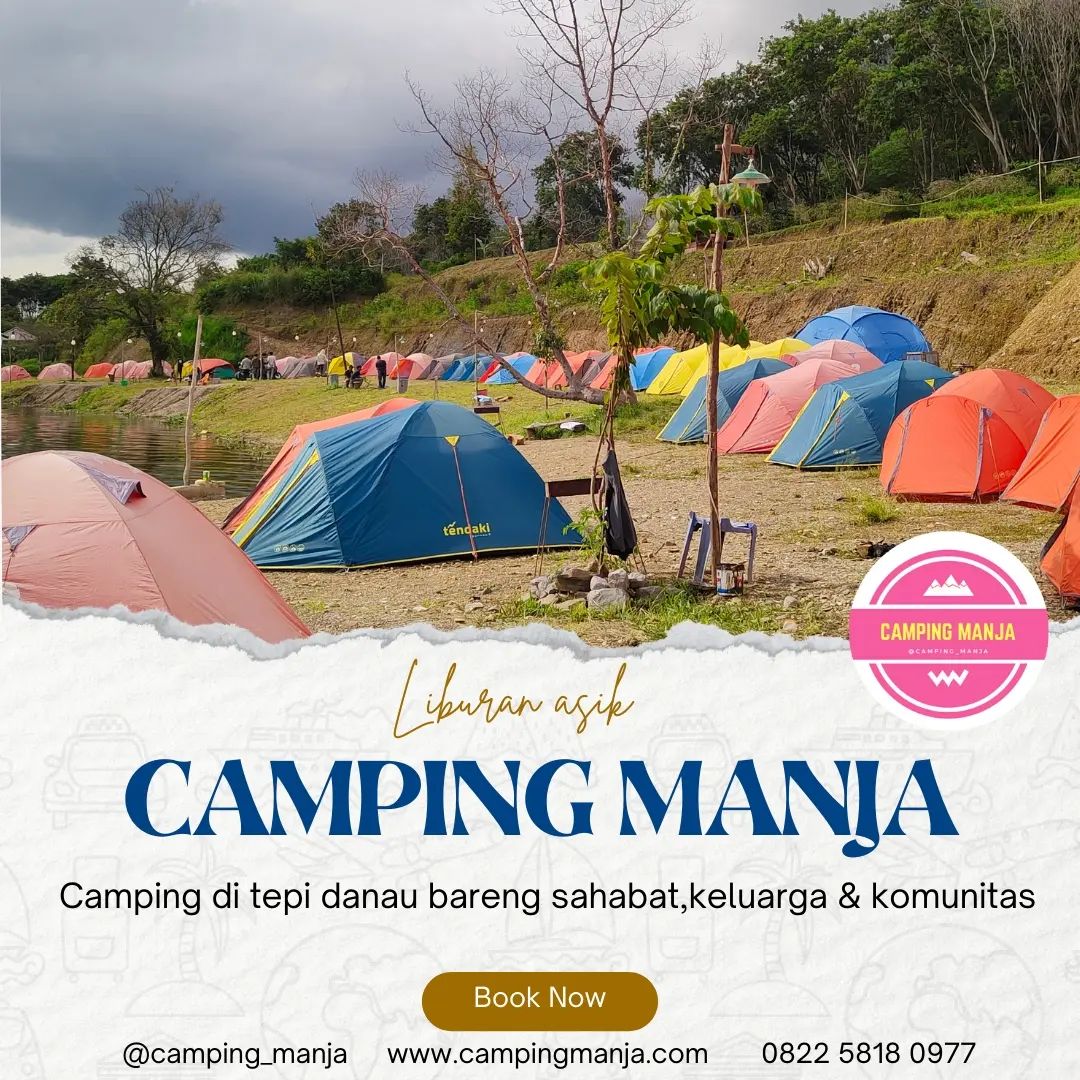 tendaki
CAMPING MANJA
@CAMPING_MANJA
Liburan asik
CAMPING MANJA
Camping di tepi danau bareng sahabat,keluarga & komunitas
Book Now
@camping_manja www.campingmanja.com 0822 5818 0977